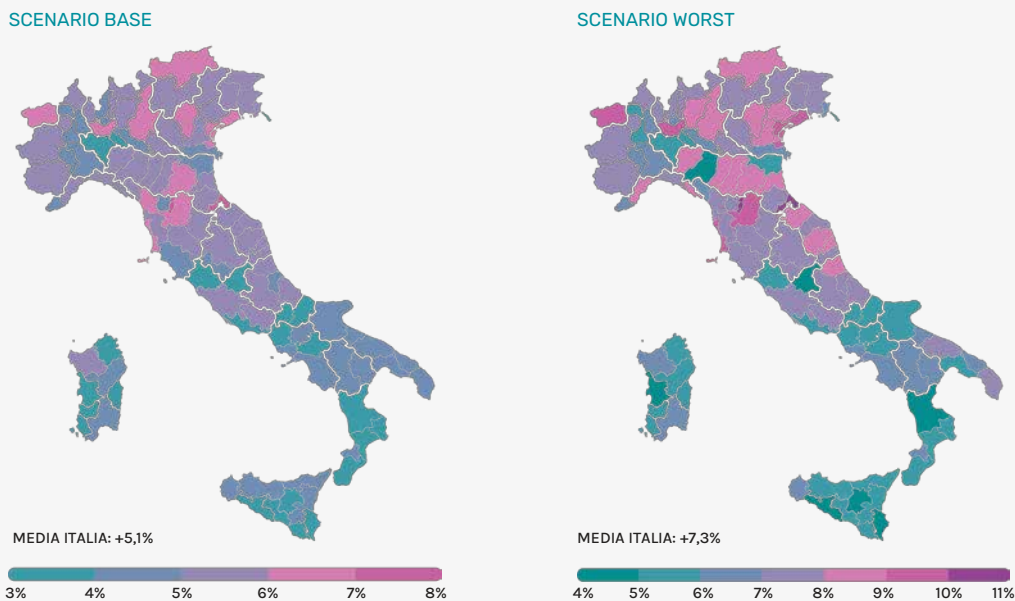 SCENARIO BASE
SCENARIO WORST
MEDIA ITALIA: +5,1%
MEDIA ITALIA: +7,3%
3% 4% 5% 6% 7% 8%
4% 5% 6% 7% 8% 9% 10% 11%